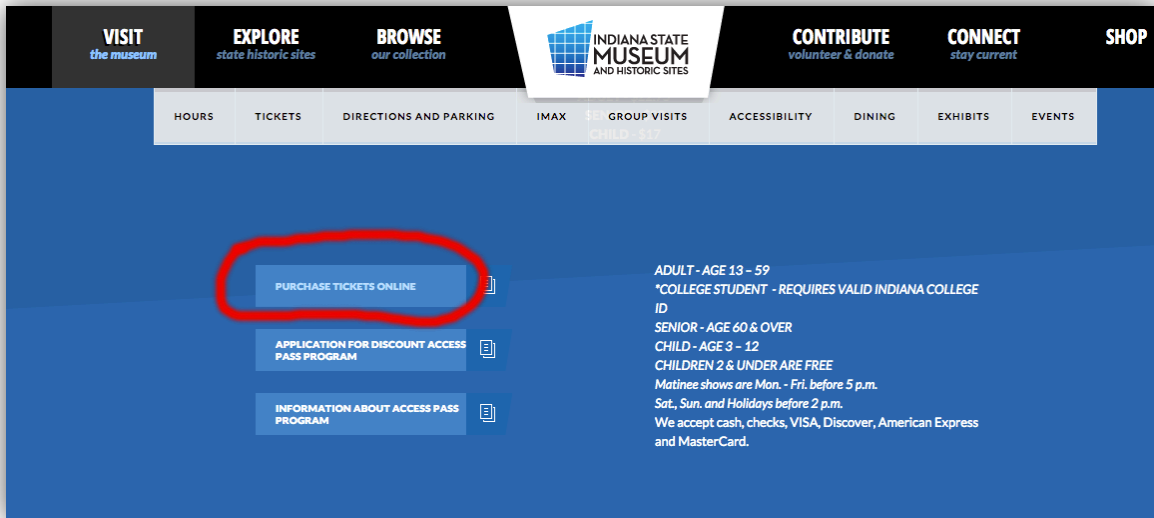 VISIT
the museum
EXPLORE
state historic sites
BROWSE
our collection
INDIANA STATE
MUSEUM
AND HISTORIC SITES
CONTRIBUTE
volunteer & donate
CONNECT
stay current
SHOP
HOURS
TICKETS
DIRECTIONS AND PARKING
IMAX
GROUP VISITS
ACCESSIBILITY
DINING
EXHIBITS
EVENTS
CHILD - $17
PURCHASE TICKETS ONLINE
APPLICATION FOR DISCOUNT ACCESS
PASS PROGRAM
INFORMATION ABOUT ACCESS PASS
PROGRAM
ADULT - AGE 13 – 59
*COLLEGE STUDENT - REQUIRES VALID INDIANA COLLEGE
ID
SENIOR - AGE 60 & OVER
CHILD - AGE 3 – 12
CHILDREN 2 & UNDER ARE FREE
Matinee shows are Mon. - Fri. before 5 p.m.
Sat., Sun. and Holidays before 2 p.m.
We accept cash, checks, VISA, Discover, American Express
and MasterCard.